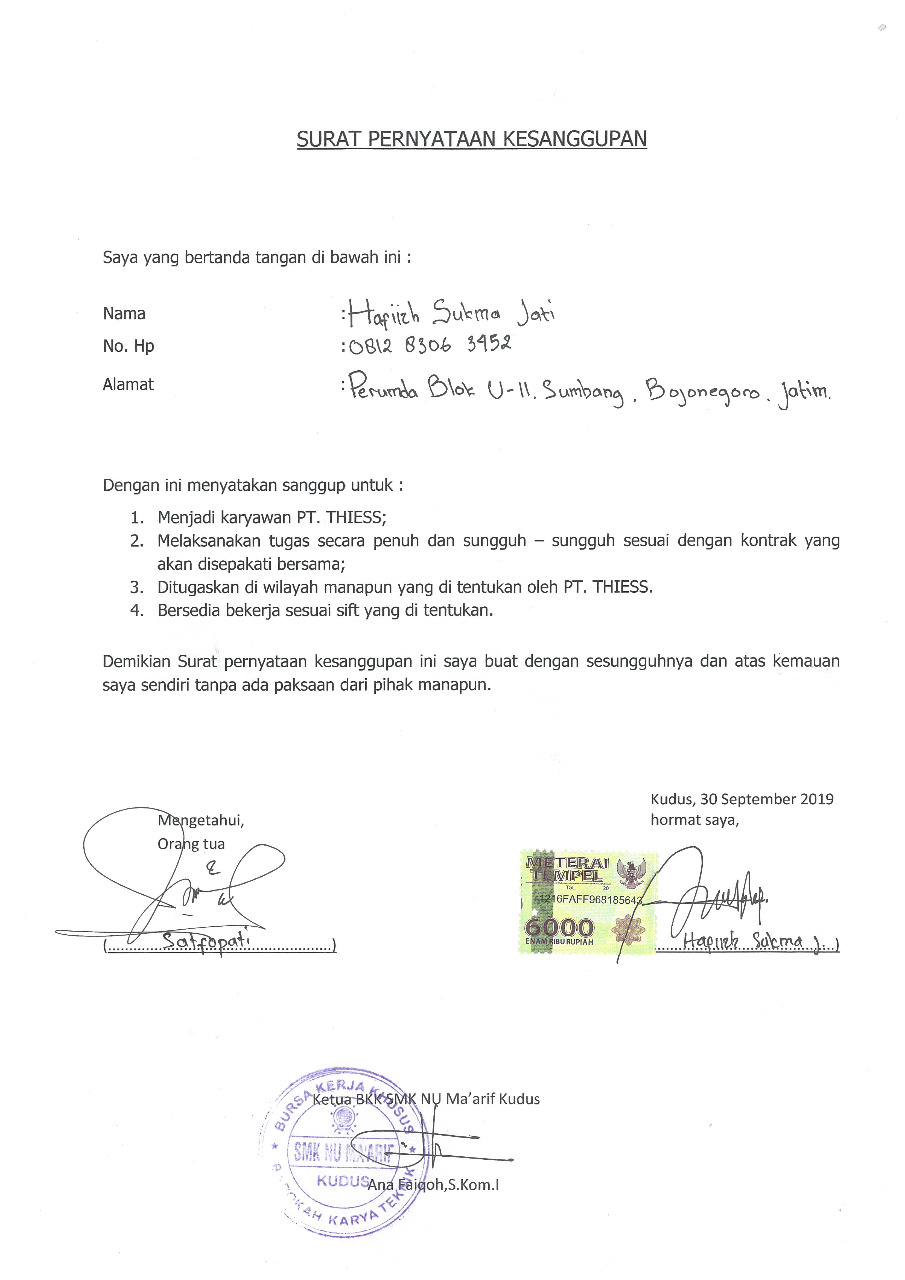 SURAT PERNYATAAN KESANGGUPAN
Saya yang bertanda tangan di bawah ini :
Nama : Hafiizh Sukma Jati
No. Hp : 0812 8306 3952
Alamat : Perumda Blok U-11. Sumbang , Bojonegoro , Jatim.
Dengan ini menyatakan sanggup untuk :
1. Menjadi karyawan PT. THIESS;
2. Melaksanakan tugas secara penuh dan sungguh – sungguh sesuai dengan kontrak yang
akan disepakati bersama;
3. Ditugaskan di wilayah manapun yang di tentukan oleh PT. THIESS.
4. Bersedia bekerja sesuai sift yang di tentukan.
Demikian Surat pernyataan kesanggupan ini saya buat dengan sesungguhnya dan atas kemauan
saya sendiri tanpa ada paksaan dari pihak manapun.
Kudus, 30 September 2019
hormat saya,
Mengetahui,
Orang tua
METERAI
TEMPEL
6000
ENAM RIBU RUPIAH
(Satropati)
Hafiizh Sukma J...)
Ketua BKK SMK NU Ma'arif Kudus
BURSA KERJA KHUSUS
SMK NU MA'ARIF
KUDUS
KARYA TEKNIK
Ana Faiqoh,S.Kom.I